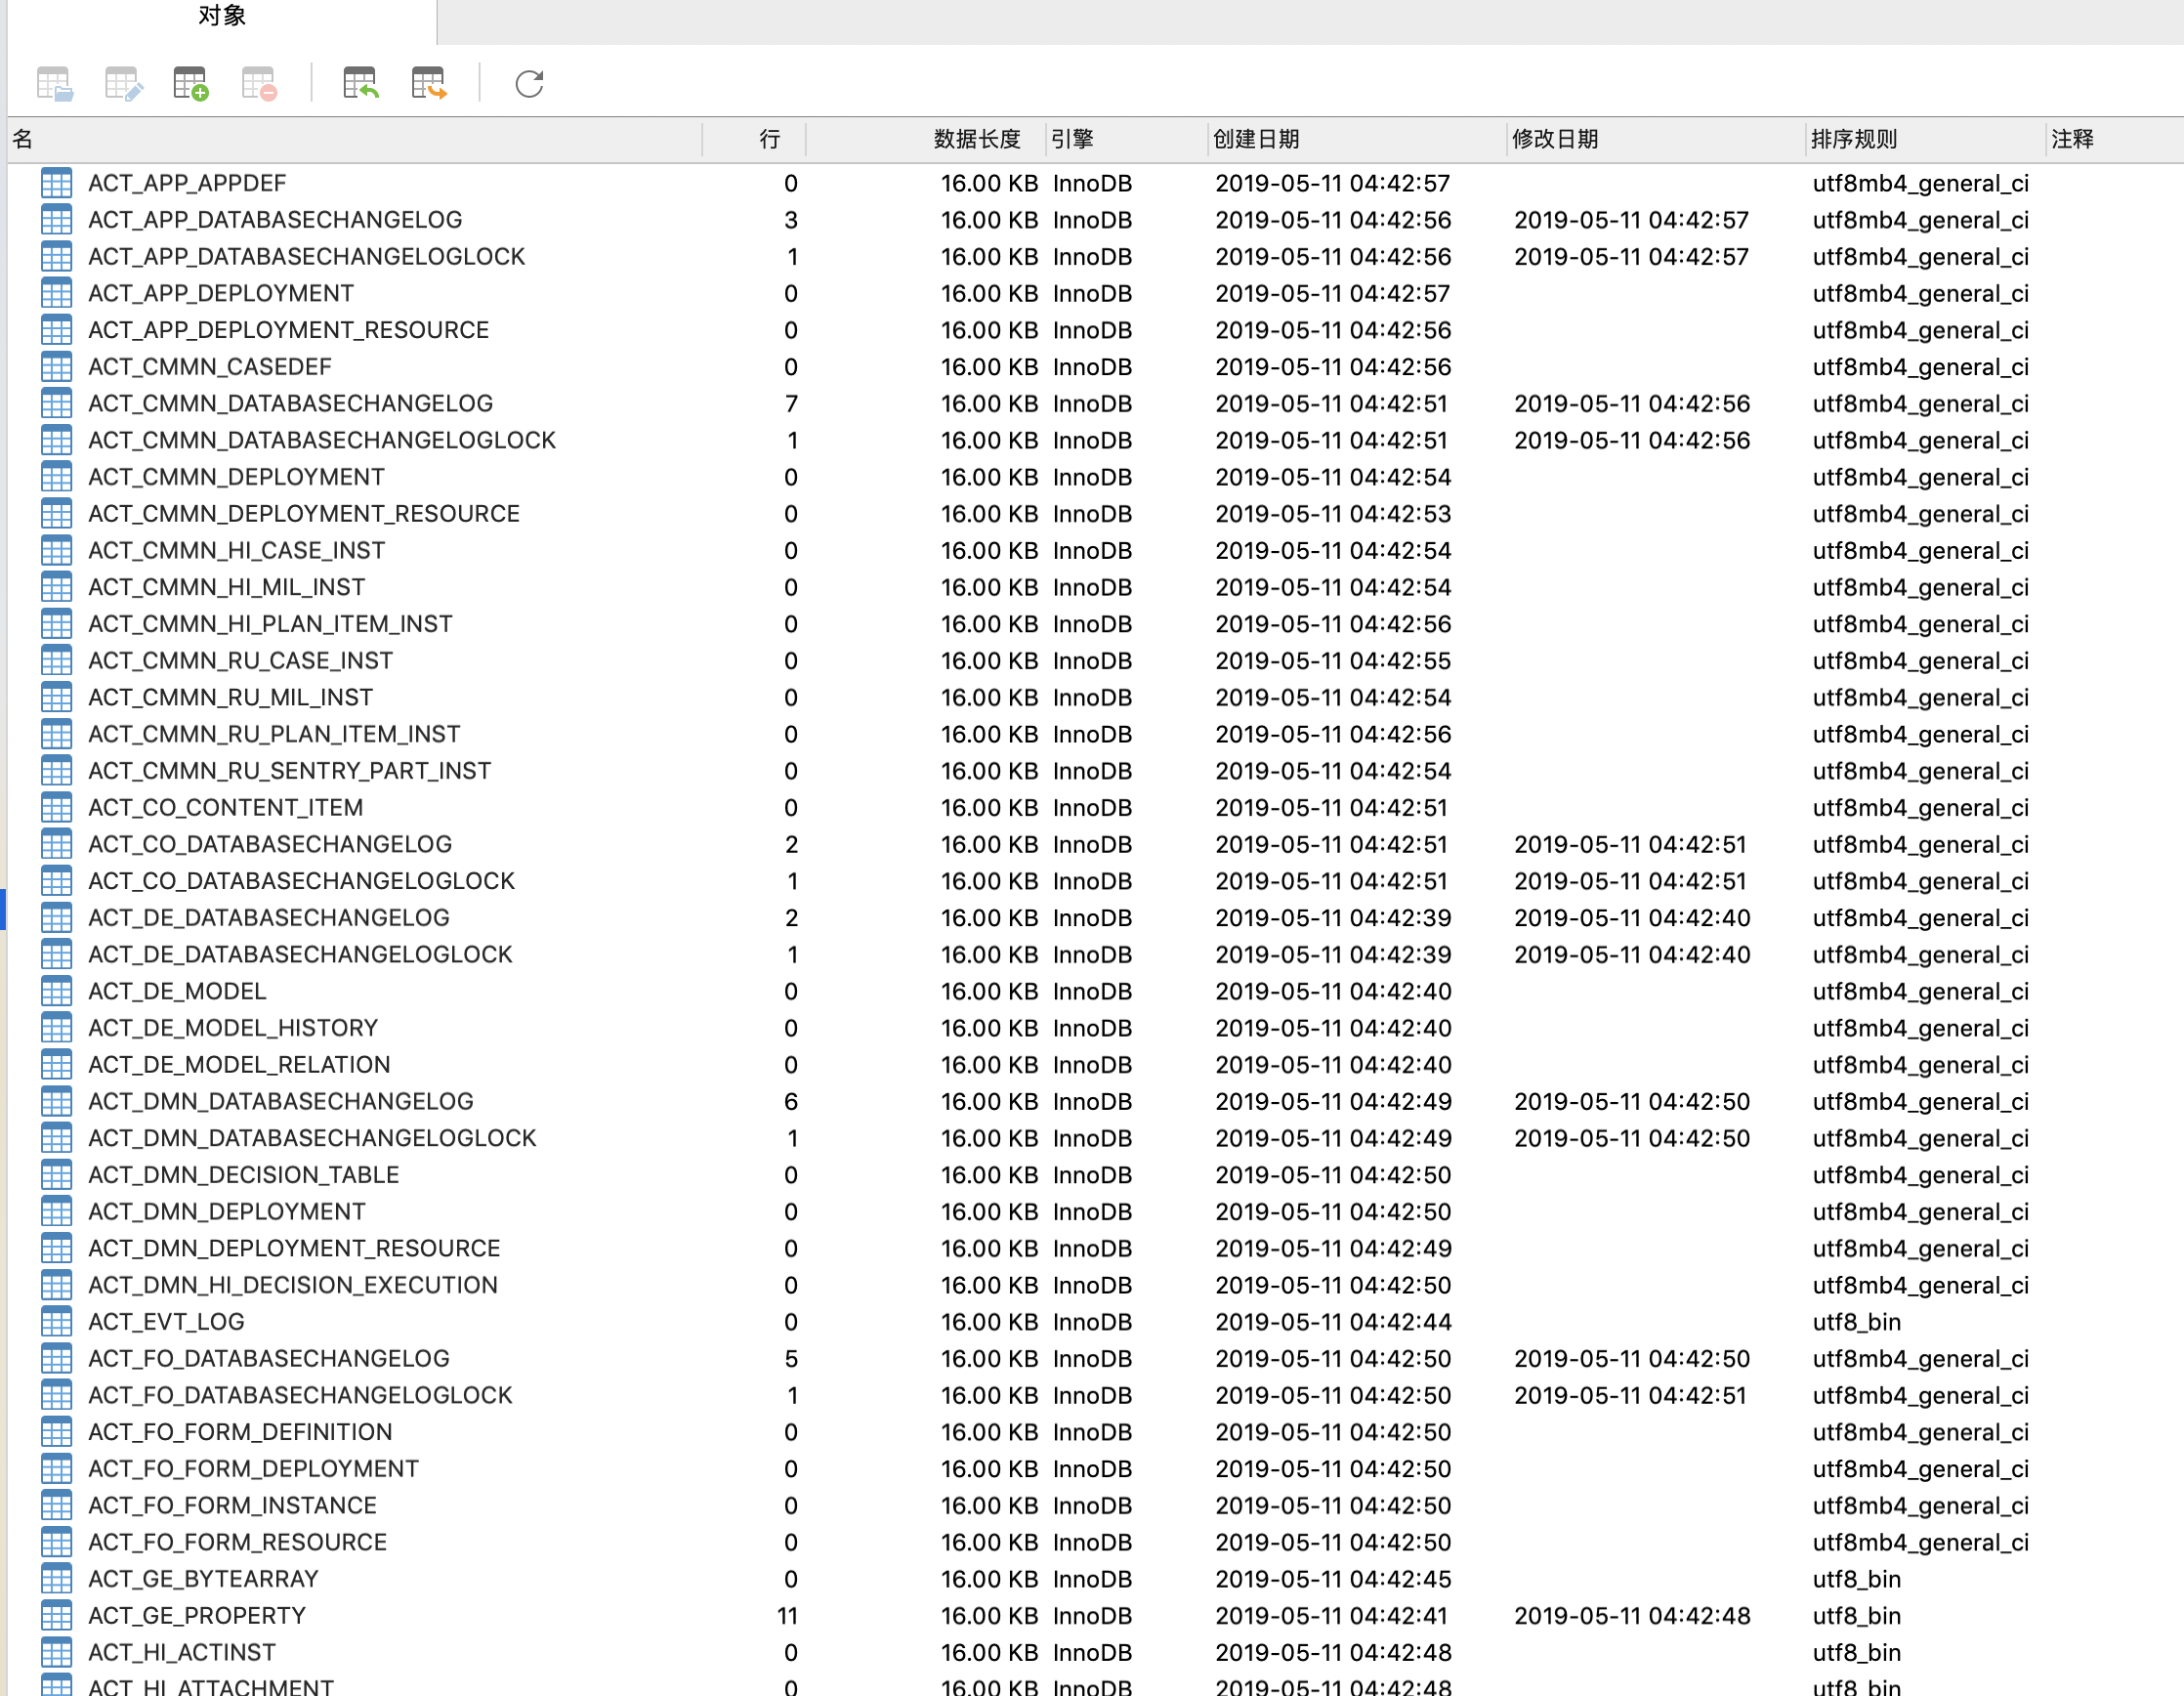 对象
名 行 数据长度 引擎 创建日期 修改日期 排序规则 注释
ACT_APP_APPDEF 0 16.00 KB InnoDB 2019-05-11 04:42:57 utf8mb4_general_ci
ACT_APP_DATABASECHANGELOG 3 16.00 KB InnoDB 2019-05-11 04:42:56 2019-05-11 04:42:57 utf8mb4_general_ci
ACT_APP_DATABASECHANGELOGLOCK 1 16.00 KB InnoDB 2019-05-11 04:42:56 2019-05-11 04:42:57 utf8mb4_general_ci
ACT_APP_DEPLOYMENT 0 16.00 KB InnoDB 2019-05-11 04:42:57 utf8mb4_general_ci
ACT_APP_DEPLOYMENT_RESOURCE 0 16.00 KB InnoDB 2019-05-11 04:42:56 utf8mb4_general_ci
ACT_CMMN_CASEDEF 0 16.00 KB InnoDB 2019-05-11 04:42:56 utf8mb4_general_ci
ACT_CMMN_DATABASECHANGELOG 7 16.00 KB InnoDB 2019-05-11 04:42:51 2019-05-11 04:42:56 utf8mb4_general_ci
ACT_CMMN_DATABASECHANGELOGLOCK 1 16.00 KB InnoDB 2019-05-11 04:42:51 2019-05-11 04:42:56 utf8mb4_general_ci
ACT_CMMN_DEPLOYMENT 0 16.00 KB InnoDB 2019-05-11 04:42:54 utf8mb4_general_ci
ACT_CMMN_DEPLOYMENT_RESOURCE 0 16.00 KB InnoDB 2019-05-11 04:42:53 utf8mb4_general_ci
ACT_CMMN_HI_CASE_INST 0 16.00 KB InnoDB 2019-05-11 04:42:54 utf8mb4_general_ci
ACT_CMMN_HI_MIL_INST 0 16.00 KB InnoDB 2019-05-11 04:42:54 utf8mb4_general_ci
ACT_CMMN_HI_PLAN_ITEM_INST 0 16.00 KB InnoDB 2019-05-11 04:42:56 utf8mb4_general_ci
ACT_CMMN_RU_CASE_INST 0 16.00 KB InnoDB 2019-05-11 04:42:55 utf8mb4_general_ci
ACT_CMMN_RU_MIL_INST 0 16.00 KB InnoDB 2019-05-11 04:42:54 utf8mb4_general_ci
ACT_CMMN_RU_PLAN_ITEM_INST 0 16.00 KB InnoDB 2019-05-11 04:42:56 utf8mb4_general_ci
ACT_CMMN_RU_SENTRY_PART_INST 0 16.00 KB InnoDB 2019-05-11 04:42:54 utf8mb4_general_ci
ACT_CO_CONTENT_ITEM 0 16.00 KB InnoDB 2019-05-11 04:42:51 utf8mb4_general_ci
ACT_CO_DATABASECHANGELOG 2 16.00 KB InnoDB 2019-05-11 04:42:51 2019-05-11 04:42:51 utf8mb4_general_ci
ACT_CO_DATABASECHANGELOGLOCK 1 16.00 KB InnoDB 2019-05-11 04:42:51 2019-05-11 04:42:51 utf8mb4_general_ci
ACT_DE_DATABASECHANGELOG 2 16.00 KB InnoDB 2019-05-11 04:42:39 2019-05-11 04:42:40 utf8mb4_general_ci
ACT_DE_DATABASECHANGELOGLOCK 1 16.00 KB InnoDB 2019-05-11 04:42:39 2019-05-11 04:42:40 utf8mb4_general_ci
ACT_DE_MODEL 0 16.00 KB InnoDB 2019-05-11 04:42:40 utf8mb4_general_ci
ACT_DE_MODEL_HISTORY 0 16.00 KB InnoDB 2019-05-11 04:42:40 utf8mb4_general_ci
ACT_DE_MODEL_RELATION 0 16.00 KB InnoDB 2019-05-11 04:42:40 utf8mb4_general_ci
ACT_DMN_DATABASECHANGELOG 6 16.00 KB InnoDB 2019-05-11 04:42:49 2019-05-11 04:42:50 utf8mb4_general_ci
ACT_DMN_DATABASECHANGELOGLOCK 1 16.00 KB InnoDB 2019-05-11 04:42:49 2019-05-11 04:42:50 utf8mb4_general_ci
ACT_DMN_DECISION_TABLE 0 16.00 KB InnoDB 2019-05-11 04:42:50 utf8mb4_general_ci
ACT_DMN_DEPLOYMENT 0 16.00 KB InnoDB 2019-05-11 04:42:50 utf8mb4_general_ci
ACT_DMN_DEPLOYMENT_RESOURCE 0 16.00 KB InnoDB 2019-05-11 04:42:49 utf8mb4_general_ci
ACT_DMN_HI_DECISION_EXECUTION 0 16.00 KB InnoDB 2019-05-11 04:42:50 utf8mb4_general_ci
ACT_EVT_LOG 0 16.00 KB InnoDB 2019-05-11 04:42:44 utf8_bin
ACT_FO_DATABASECHANGELOG 5 16.00 KB InnoDB 2019-05-11 04:42:50 2019-05-11 04:42:50 utf8mb4_general_ci
ACT_FO_DATABASECHANGELOGLOCK 1 16.00 KB InnoDB 2019-05-11 04:42:50 2019-05-11 04:42:51 utf8mb4_general_ci
ACT_FO_FORM_DEFINITION 0 16.00 KB InnoDB 2019-05-11 04:42:50 utf8mb4_general_ci
ACT_FO_FORM_DEPLOYMENT 0 16.00 KB InnoDB 2019-05-11 04:42:50 utf8mb4_general_ci
ACT_FO_FORM_INSTANCE 0 16.00 KB InnoDB 2019-05-11 04:42:50 utf8mb4_general_ci
ACT_FO_FORM_RESOURCE 0 16.00 KB InnoDB 2019-05-11 04:42:50 utf8mb4_general_ci
ACT_GE_BYTEARRAY 0 16.00 KB InnoDB 2019-05-11 04:42:45 utf8_bin
ACT_GE_PROPERTY 11 16.00 KB InnoDB 2019-05-11 04:42:41 2019-05-11 04:42:48 utf8_bin
ACT_HI_ACTINST 0 16.00 KB InnoDB 2019-05-11 04:42:48 utf8_bin
ACT_HI_ATTACHMENT 0 16.00 KB InnoDB 2019-05-11 04:42:48 utf8_bin